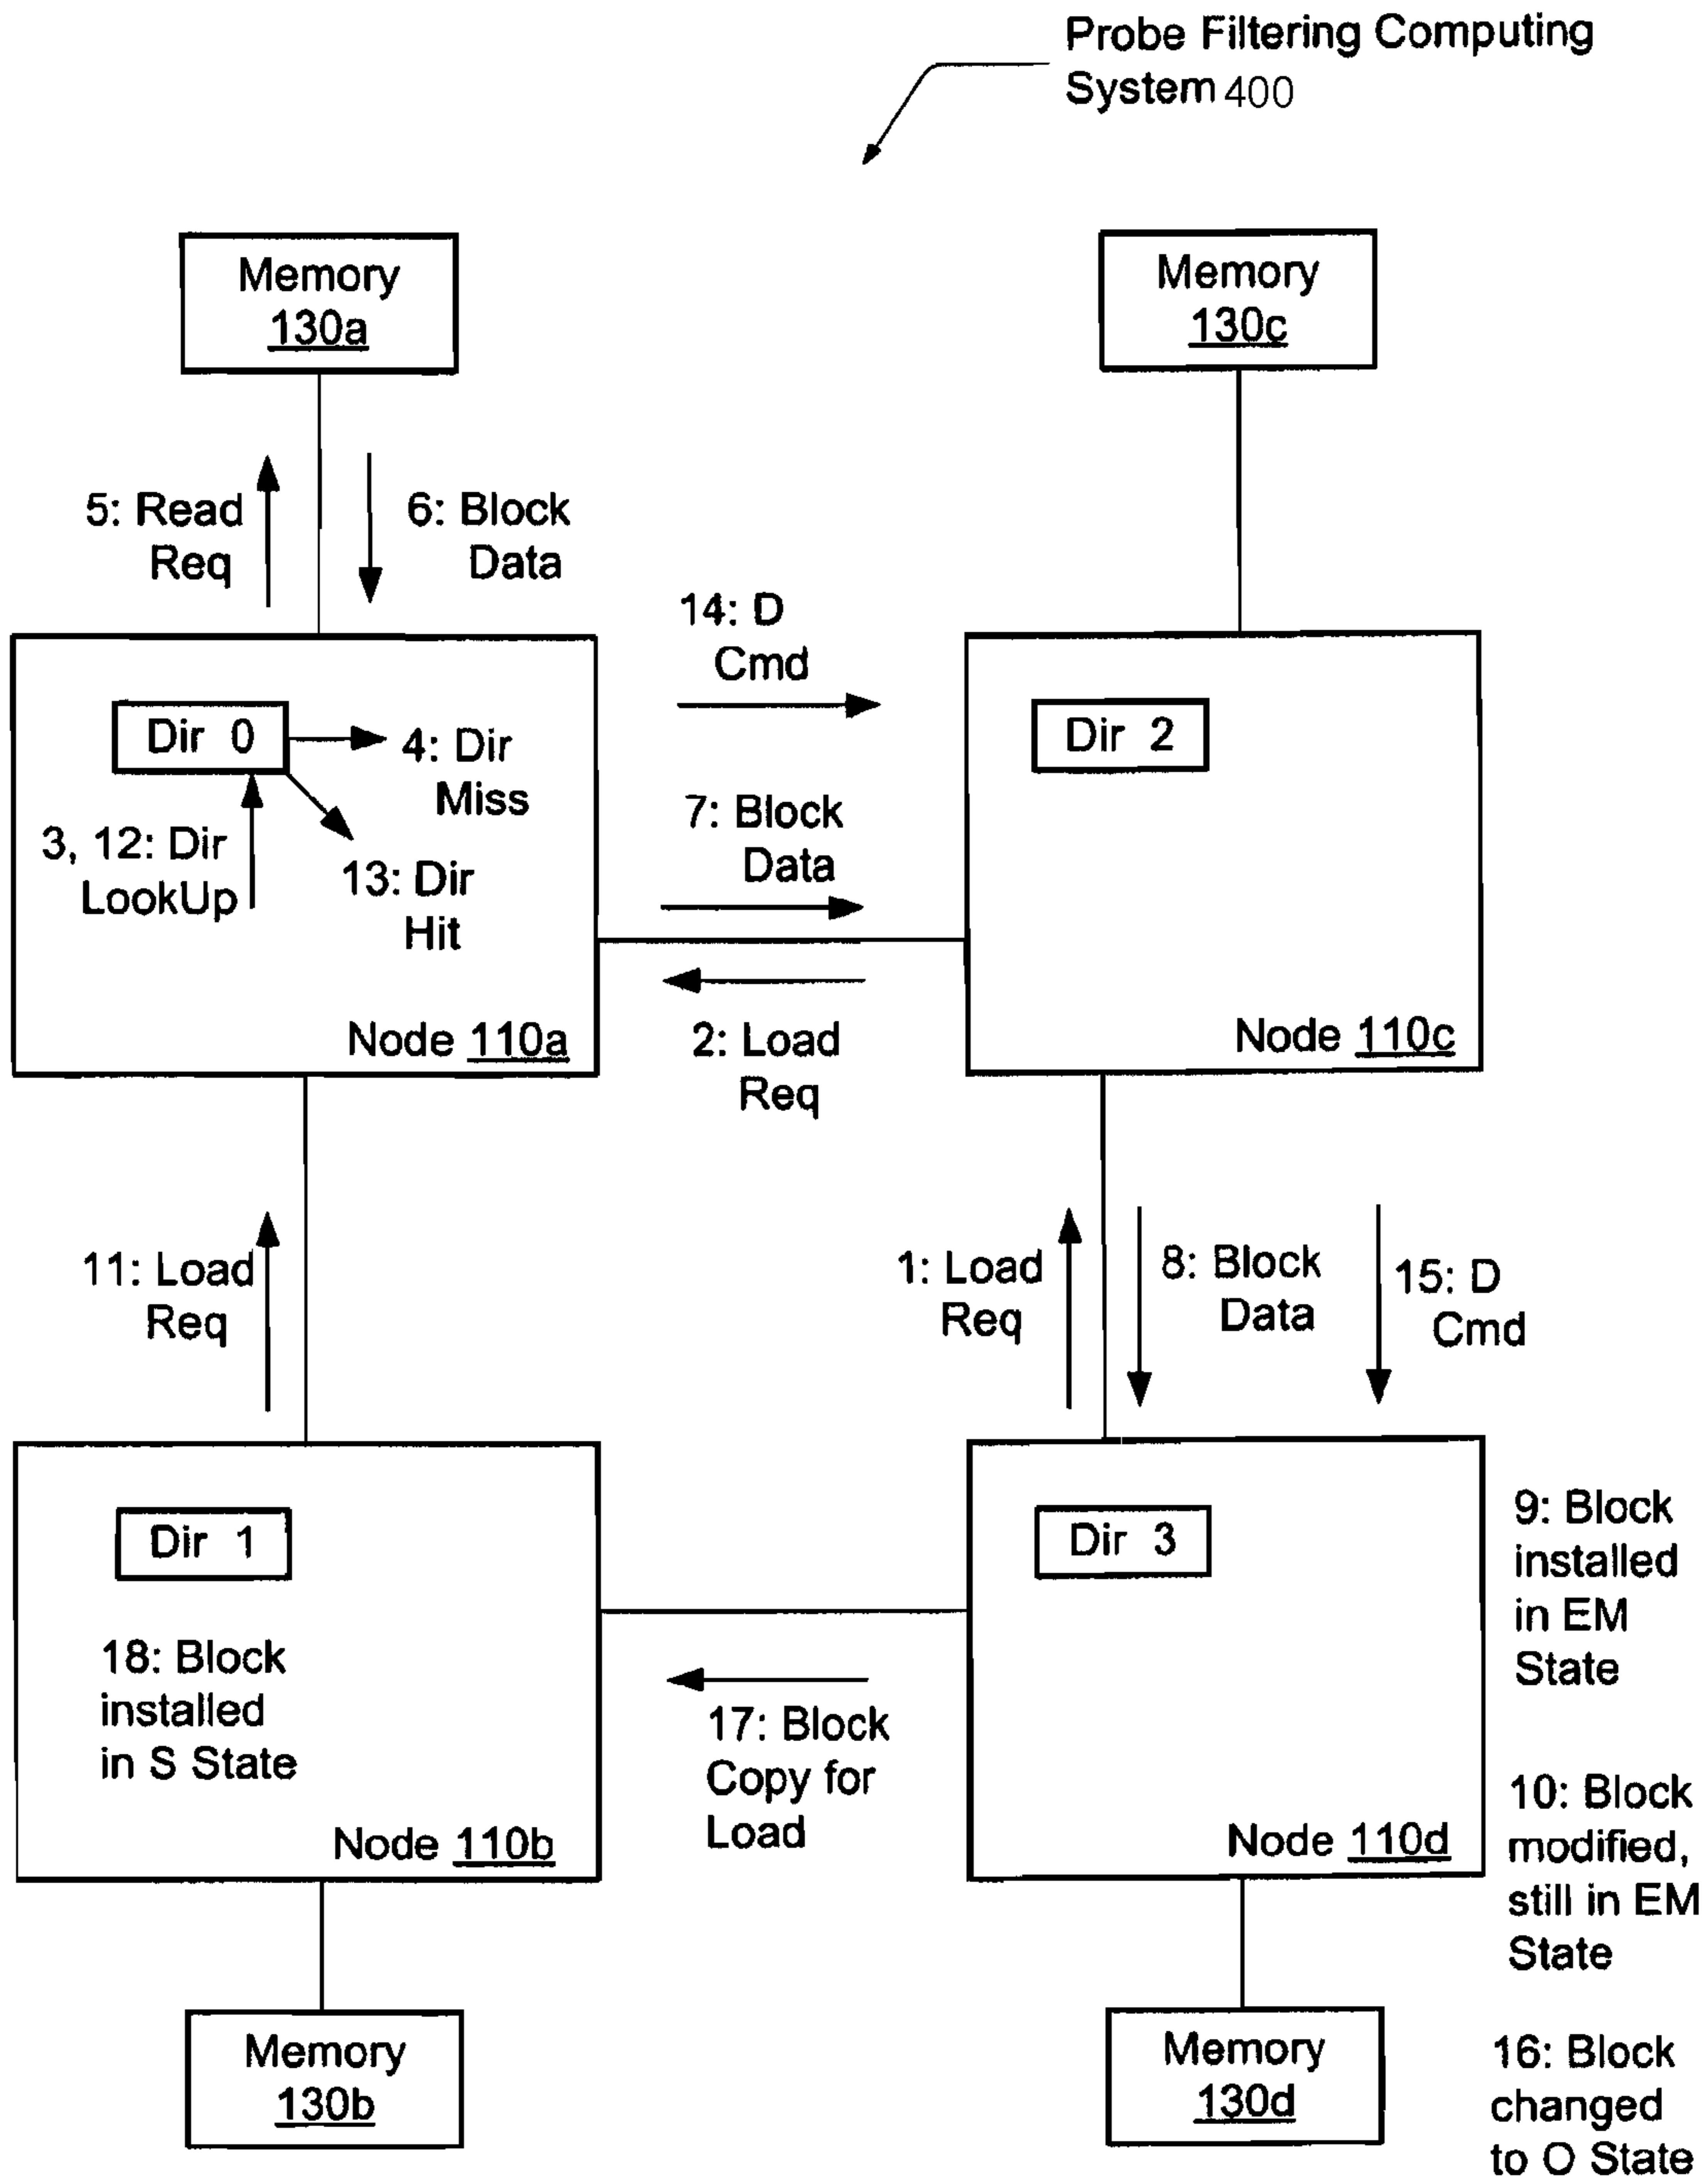 Probe Filtering Computing
System 400
Memory
130a
Memory
130c
5: Read
Req
6: Block
Data
14: D
Cmd
Dir 0
4: Dir
Miss
3, 12: Dir
LookUp
13: Dir
Hit
Node 110a
7: Block
Data
2: Load
Req
Dir 2
Node 110c
11: Load
Req
1: Load
Req
8: Block
Data
15: D
Cmd
Dir 1
18: Block
installed
in S State
Node 110b
17: Block
Copy for
Load
Dir 3
Node 110d
9: Block
installed
in EM
State
10: Block
modified,
still in EM
State
Memory
130b
Memory
130d
16: Block
changed
to O State